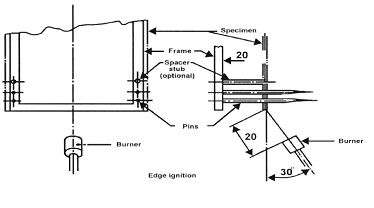 Specimen
Frame
20
Spacer
stub
(optional)
Pins
20
Burner
Burner
Edge ignition
30°